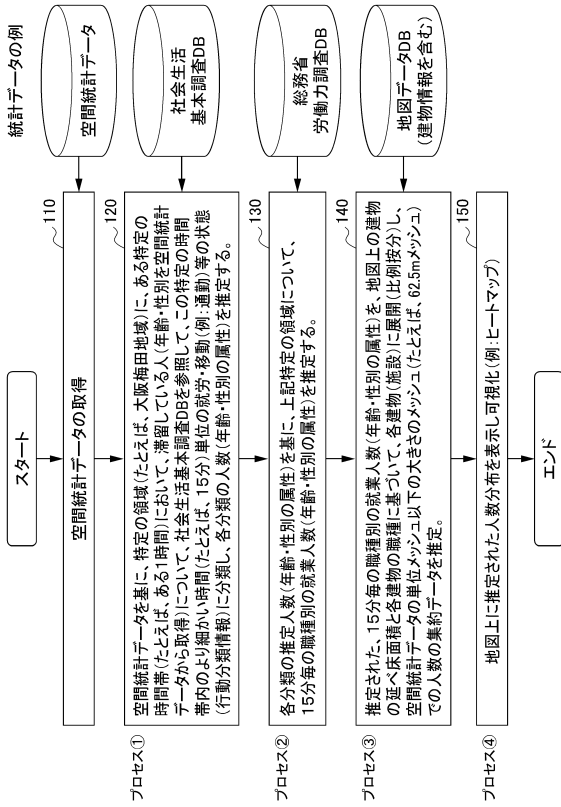 統計データの例
スタート
110
空間統計データの取得
空間統計データ
プロセス①
120
空間統計データを基に、特定の領域(たとえば、大阪梅田地域)に、ある特定の
時間帯(たとえば、ある1時間)において、滞留している人(年齢・性別を空間統計
データから取得)について、社会生活基本調査DBを参照して、この特定の時間
帯内のより細かい時間(たとえば、15分)単位の就労・移動(例:通勤)等の状態
(行動分類情報)に分類し、各分類の人数(年齢・性別の属性)を推定する。
社会生活
基本調査DB
プロセス②
130
各分類の推定人数(年齢・性別の属性)を基に、上記特定の領域について、
15分毎の職種別の就業人数(年齢・性別の属性)を推定する。
総務省
労働力調査DB
プロセス③
140
推定された、15分毎の職種別の就業人数(年齢・性別の属性)を、地図上の建物
の延べ床面積と各建物の職種に基づいて、各建物(施設)に展開(比例按分)し、
空間統計データの単位メッシュ以下の大きさのメッシュ(たとえば、62.5mメッシュ)
での人数の集約データを推定。
地図データDB
(建物情報を含む)
プロセス④
150
地図上に推定された人数分布を表示し可視化(例:ヒートマップ)
エンド